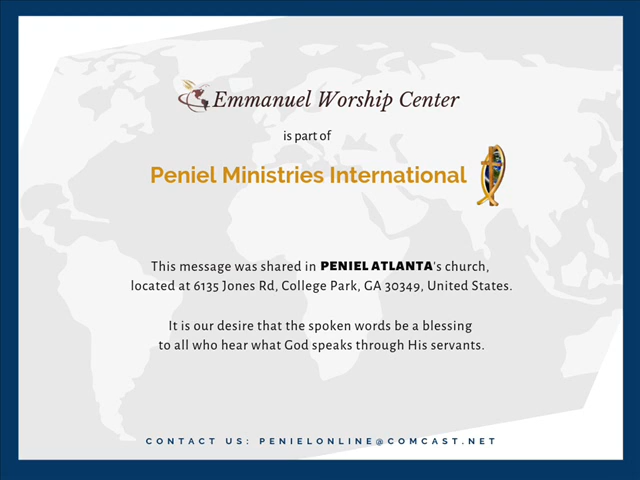 Emmanuel Worship Center
is part of
Peniel Ministries International
This message was shared in PENIEL ATLANTA's church,
located at 6135 Jones Rd, College Park, GA 30349, United States.
It is our desire that the spoken words be a blessing
to all who hear what God speaks through His servants.
CONTACT US: PENIELONLINE@COMCAST.NET